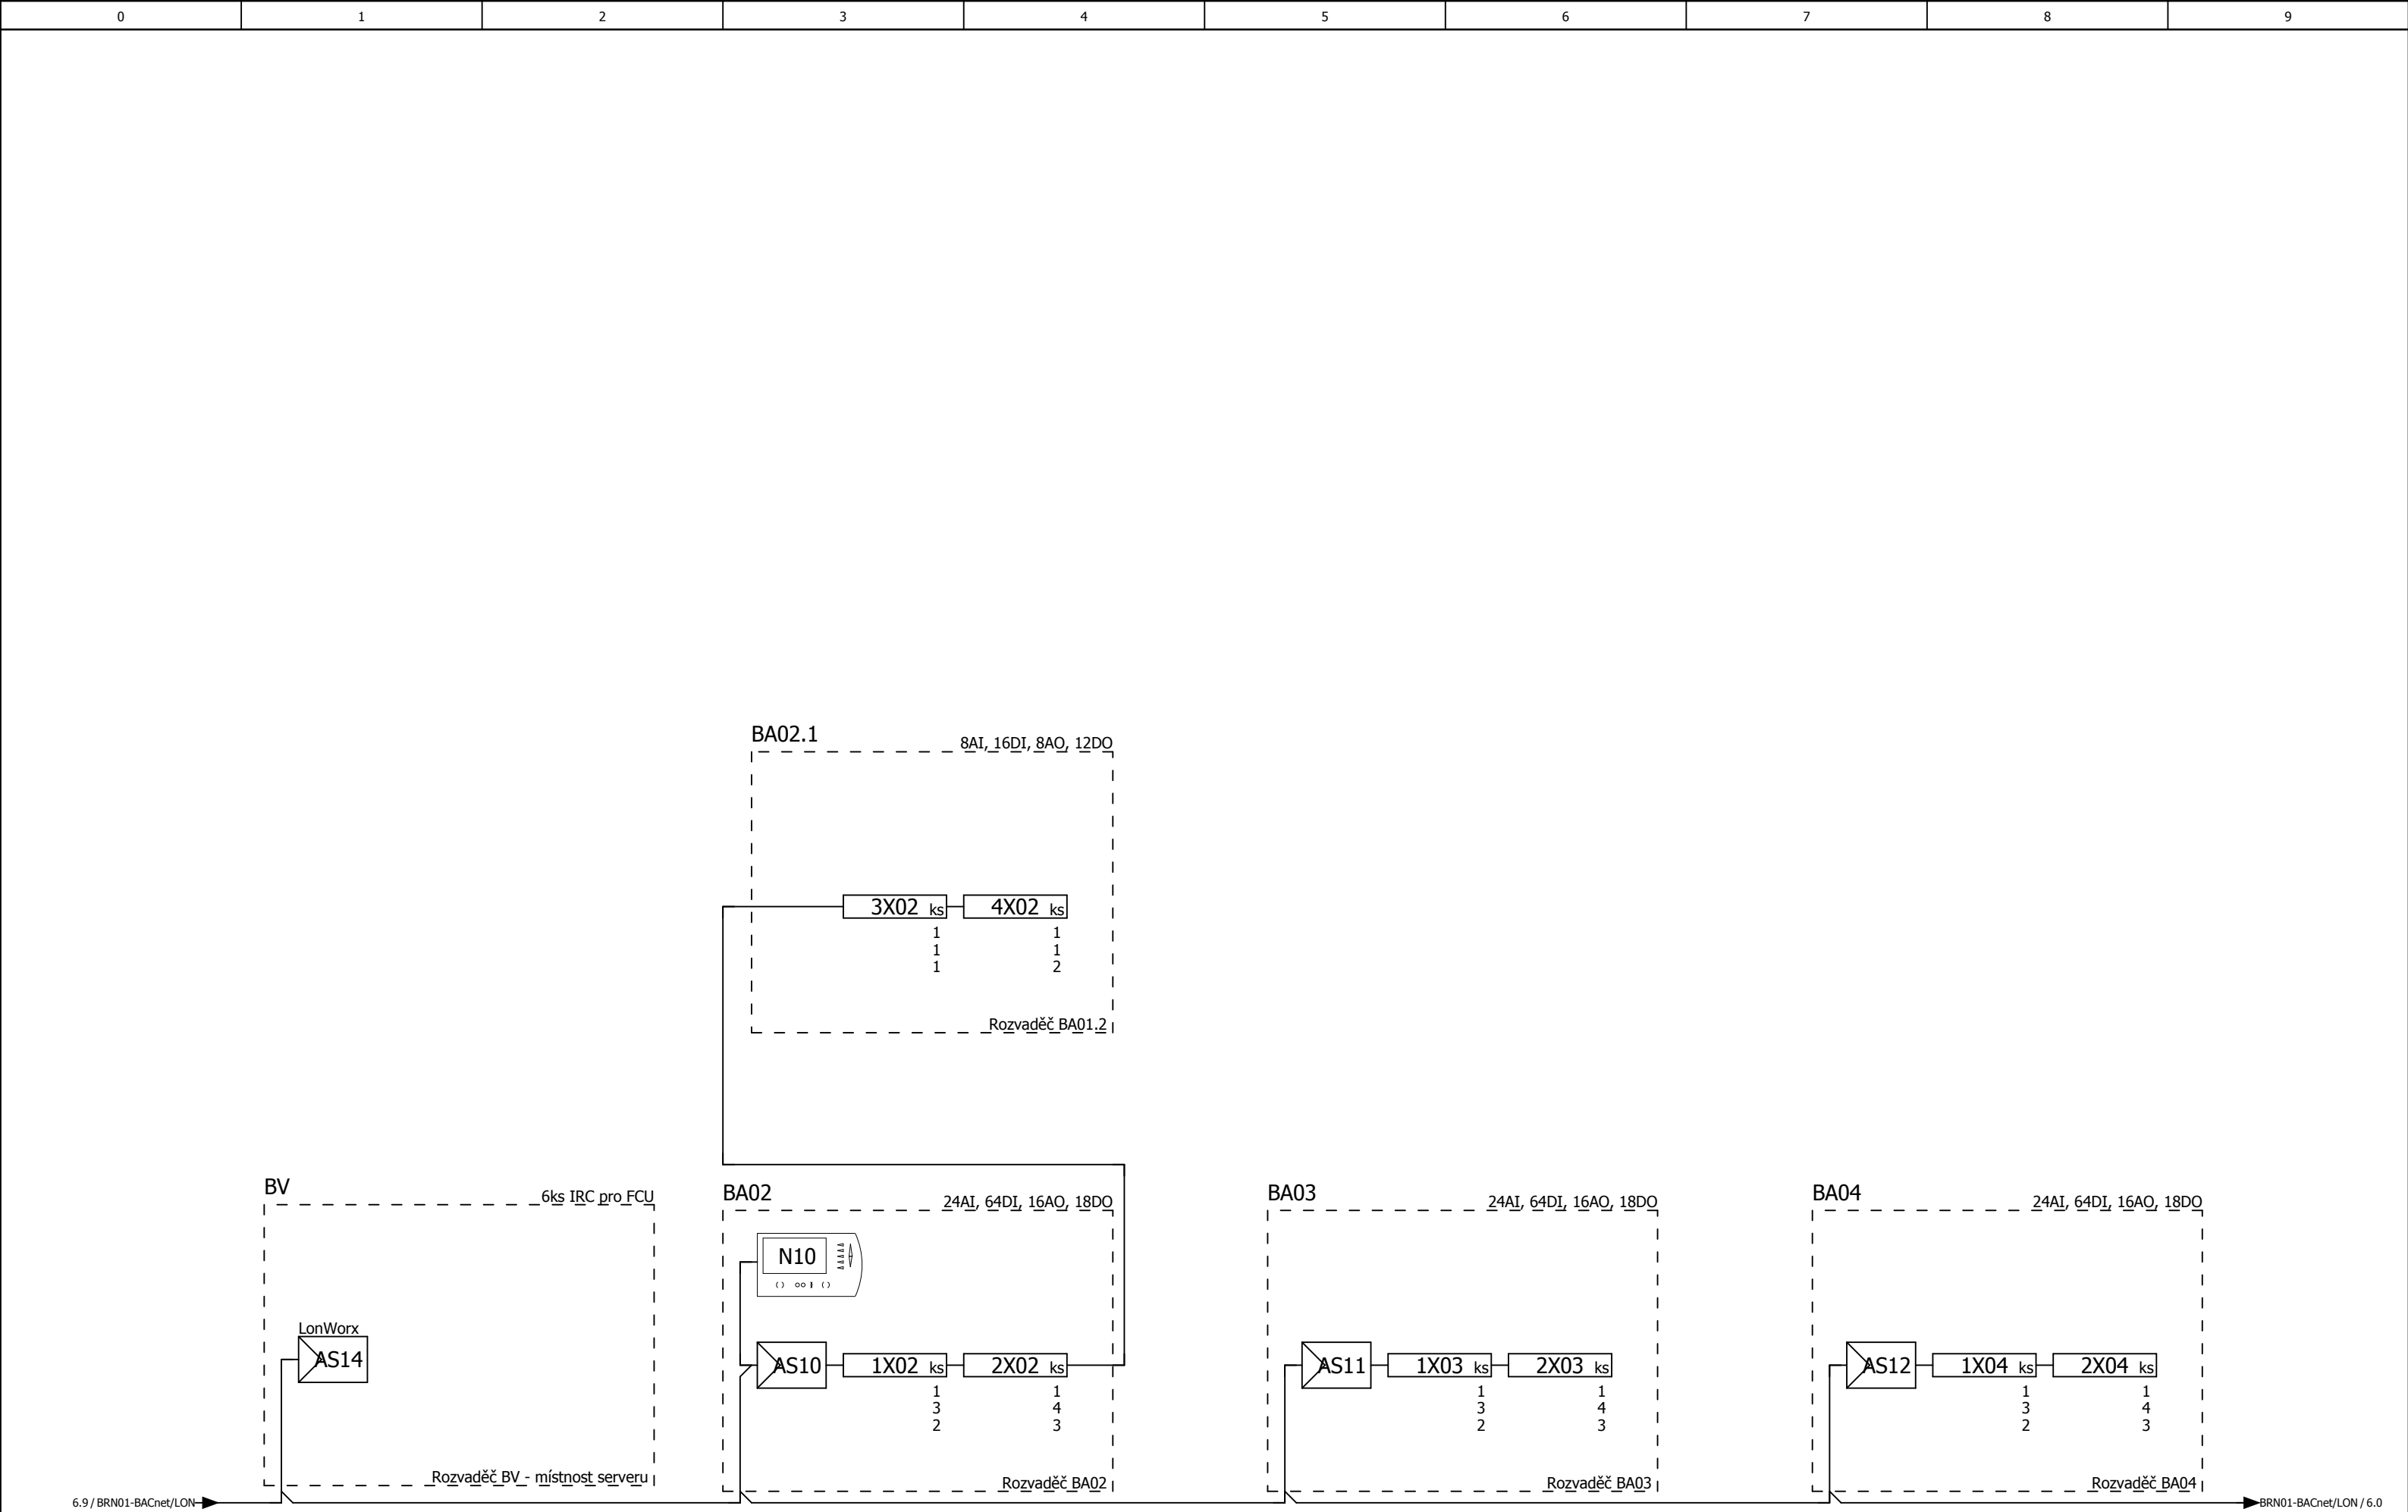 0 1 2 3 4 5 6 7 8 9
BA02.1
8AI, 16DI, 8AO, 12DO
3X02 ks 4X02 ks
1 1
1 1
1 2
Rozvaděč BA01.2
BV
6ks IRC pro FCU
LonWorx
AS14
Rozvaděč BV - místnost serveru
BA02
24AI, 64DI, 16AO, 18DO
N10
AS10 1X02 ks 2X02 ks
1 1
3 4
2 3
Rozvaděč BA02
BA03
24AI, 64DI, 16AO, 18DO
AS11 1X03 ks 2X03 ks
1 1
3 4
2 3
Rozvaděč BA03
BA04
24AI, 64DI, 16AO, 18DO
AS12 1X04 ks 2X04 ks
1 1
3 4
2 3
Rozvaděč BA04
6.9 / BRN01-BACnet/LON
BRN01-BACnet/LON / 6.0